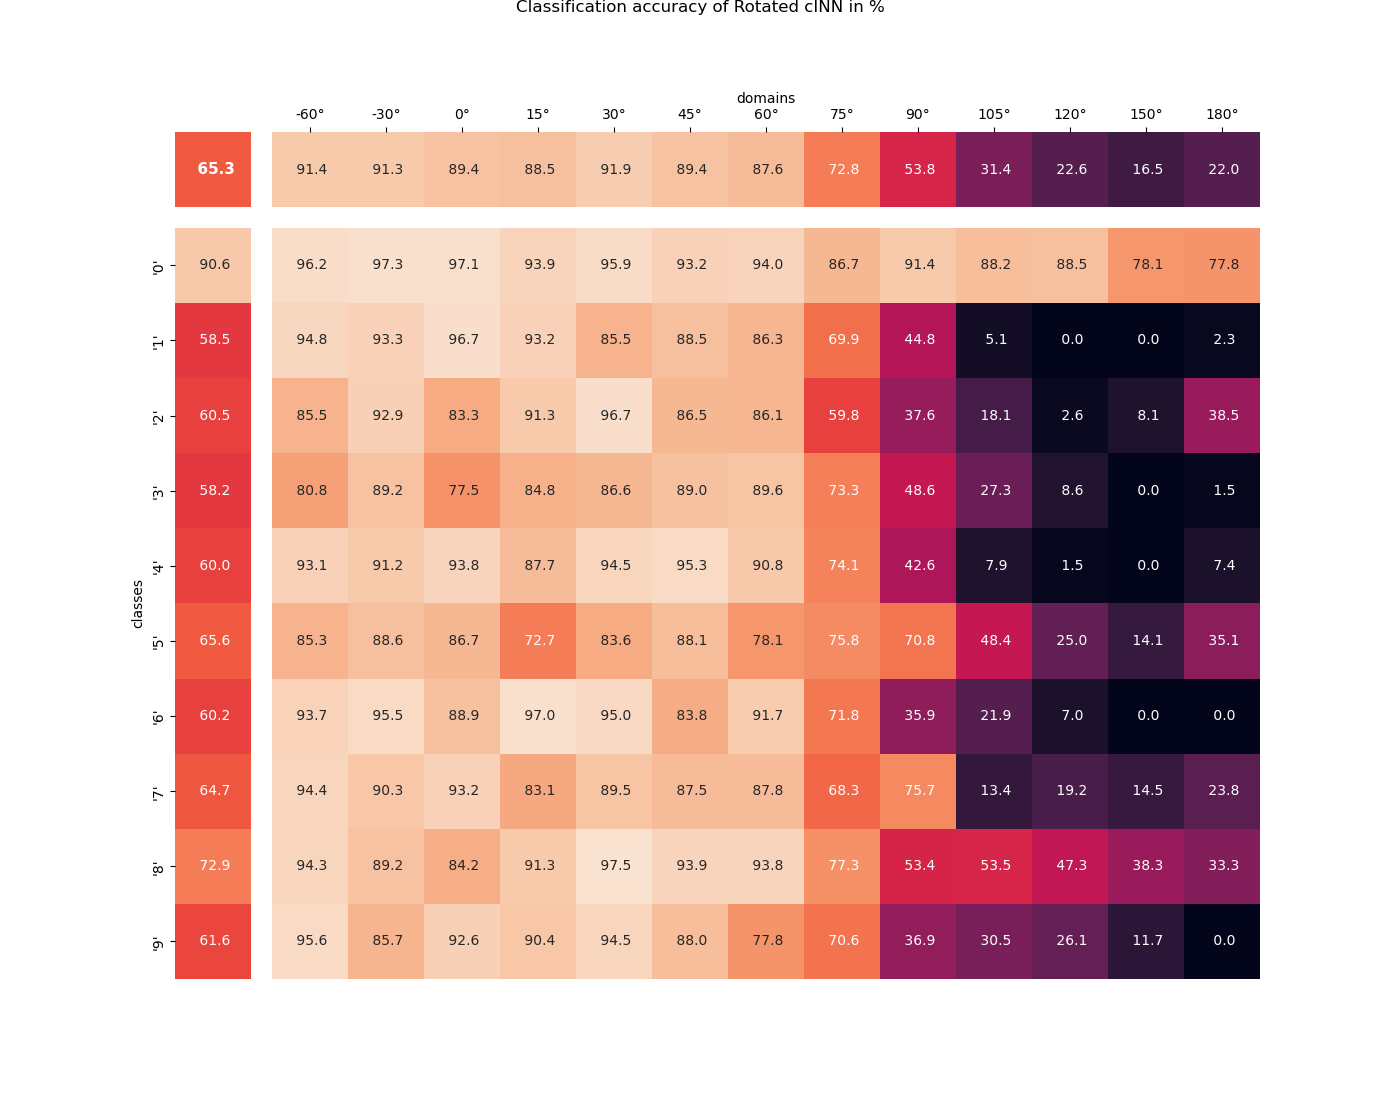 Classification accuracy of Rotated cINN in %
domains
-60° -30° 0° 15° 30° 45° 60° 75° 90° 105° 120° 150° 180°
65.3 91.4 91.3 89.4 88.5 91.9 89.4 87.6 72.8 53.8 31.4 22.6 16.5 22.0
'0' 90.6 96.2 97.3 97.1 93.9 95.9 93.2 94.0 86.7 91.4 88.2 88.5 78.1 77.8
'1' 58.5 94.8 93.3 96.7 93.2 85.5 88.5 86.3 69.9 44.8 5.1 0.0 0.0 2.3
'2' 60.5 85.5 92.9 83.3 91.3 96.7 86.5 86.1 59.8 37.6 18.1 2.6 8.1 38.5
'3' 58.2 80.8 89.2 77.5 84.8 86.6 89.0 89.6 73.3 48.6 27.3 8.6 0.0 1.5
'4' 60.0 93.1 91.2 93.8 87.7 94.5 95.3 90.8 74.1 42.6 7.9 1.5 0.0 7.4
classes
'5' 65.6 85.3 88.6 86.7 72.7 83.6 88.1 78.1 75.8 70.8 48.4 25.0 14.1 35.1
'6' 60.2 93.7 95.5 88.9 97.0 95.0 83.8 91.7 71.8 35.9 21.9 7.0 0.0 0.0
'7' 64.7 94.4 90.3 93.2 83.1 89.5 87.5 87.8 68.3 75.7 13.4 19.2 14.5 23.8
'8' 72.9 94.3 89.2 84.2 91.3 97.5 93.9 93.8 77.3 53.4 53.5 47.3 38.3 33.3
'9' 61.6 95.6 85.7 92.6 90.4 94.5 88.0 77.8 70.6 36.9 30.5 26.1 11.7 0.0